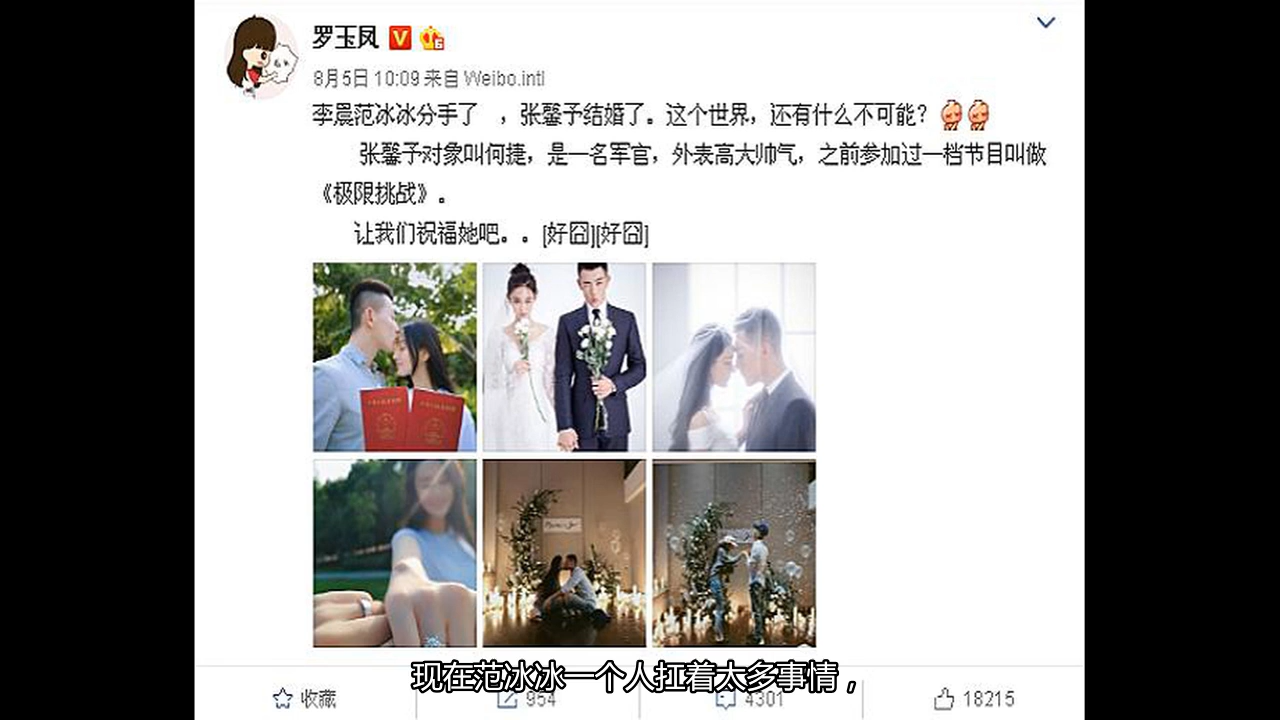 罗玉凤
8月5日 10:09 来自 Weibo.intl
李晨范冰冰分手了 ，张馨予结婚了。这个世界，还有什么不可能？
张馨予对象叫何捷，是一名军官，外表高大帅气，之前参加过一档节目叫做
《极限挑战》。
让我们祝福她吧。。[好囧][好囧]
现在范冰冰一个人扛着太多事情，
收藏 954 4301 18215